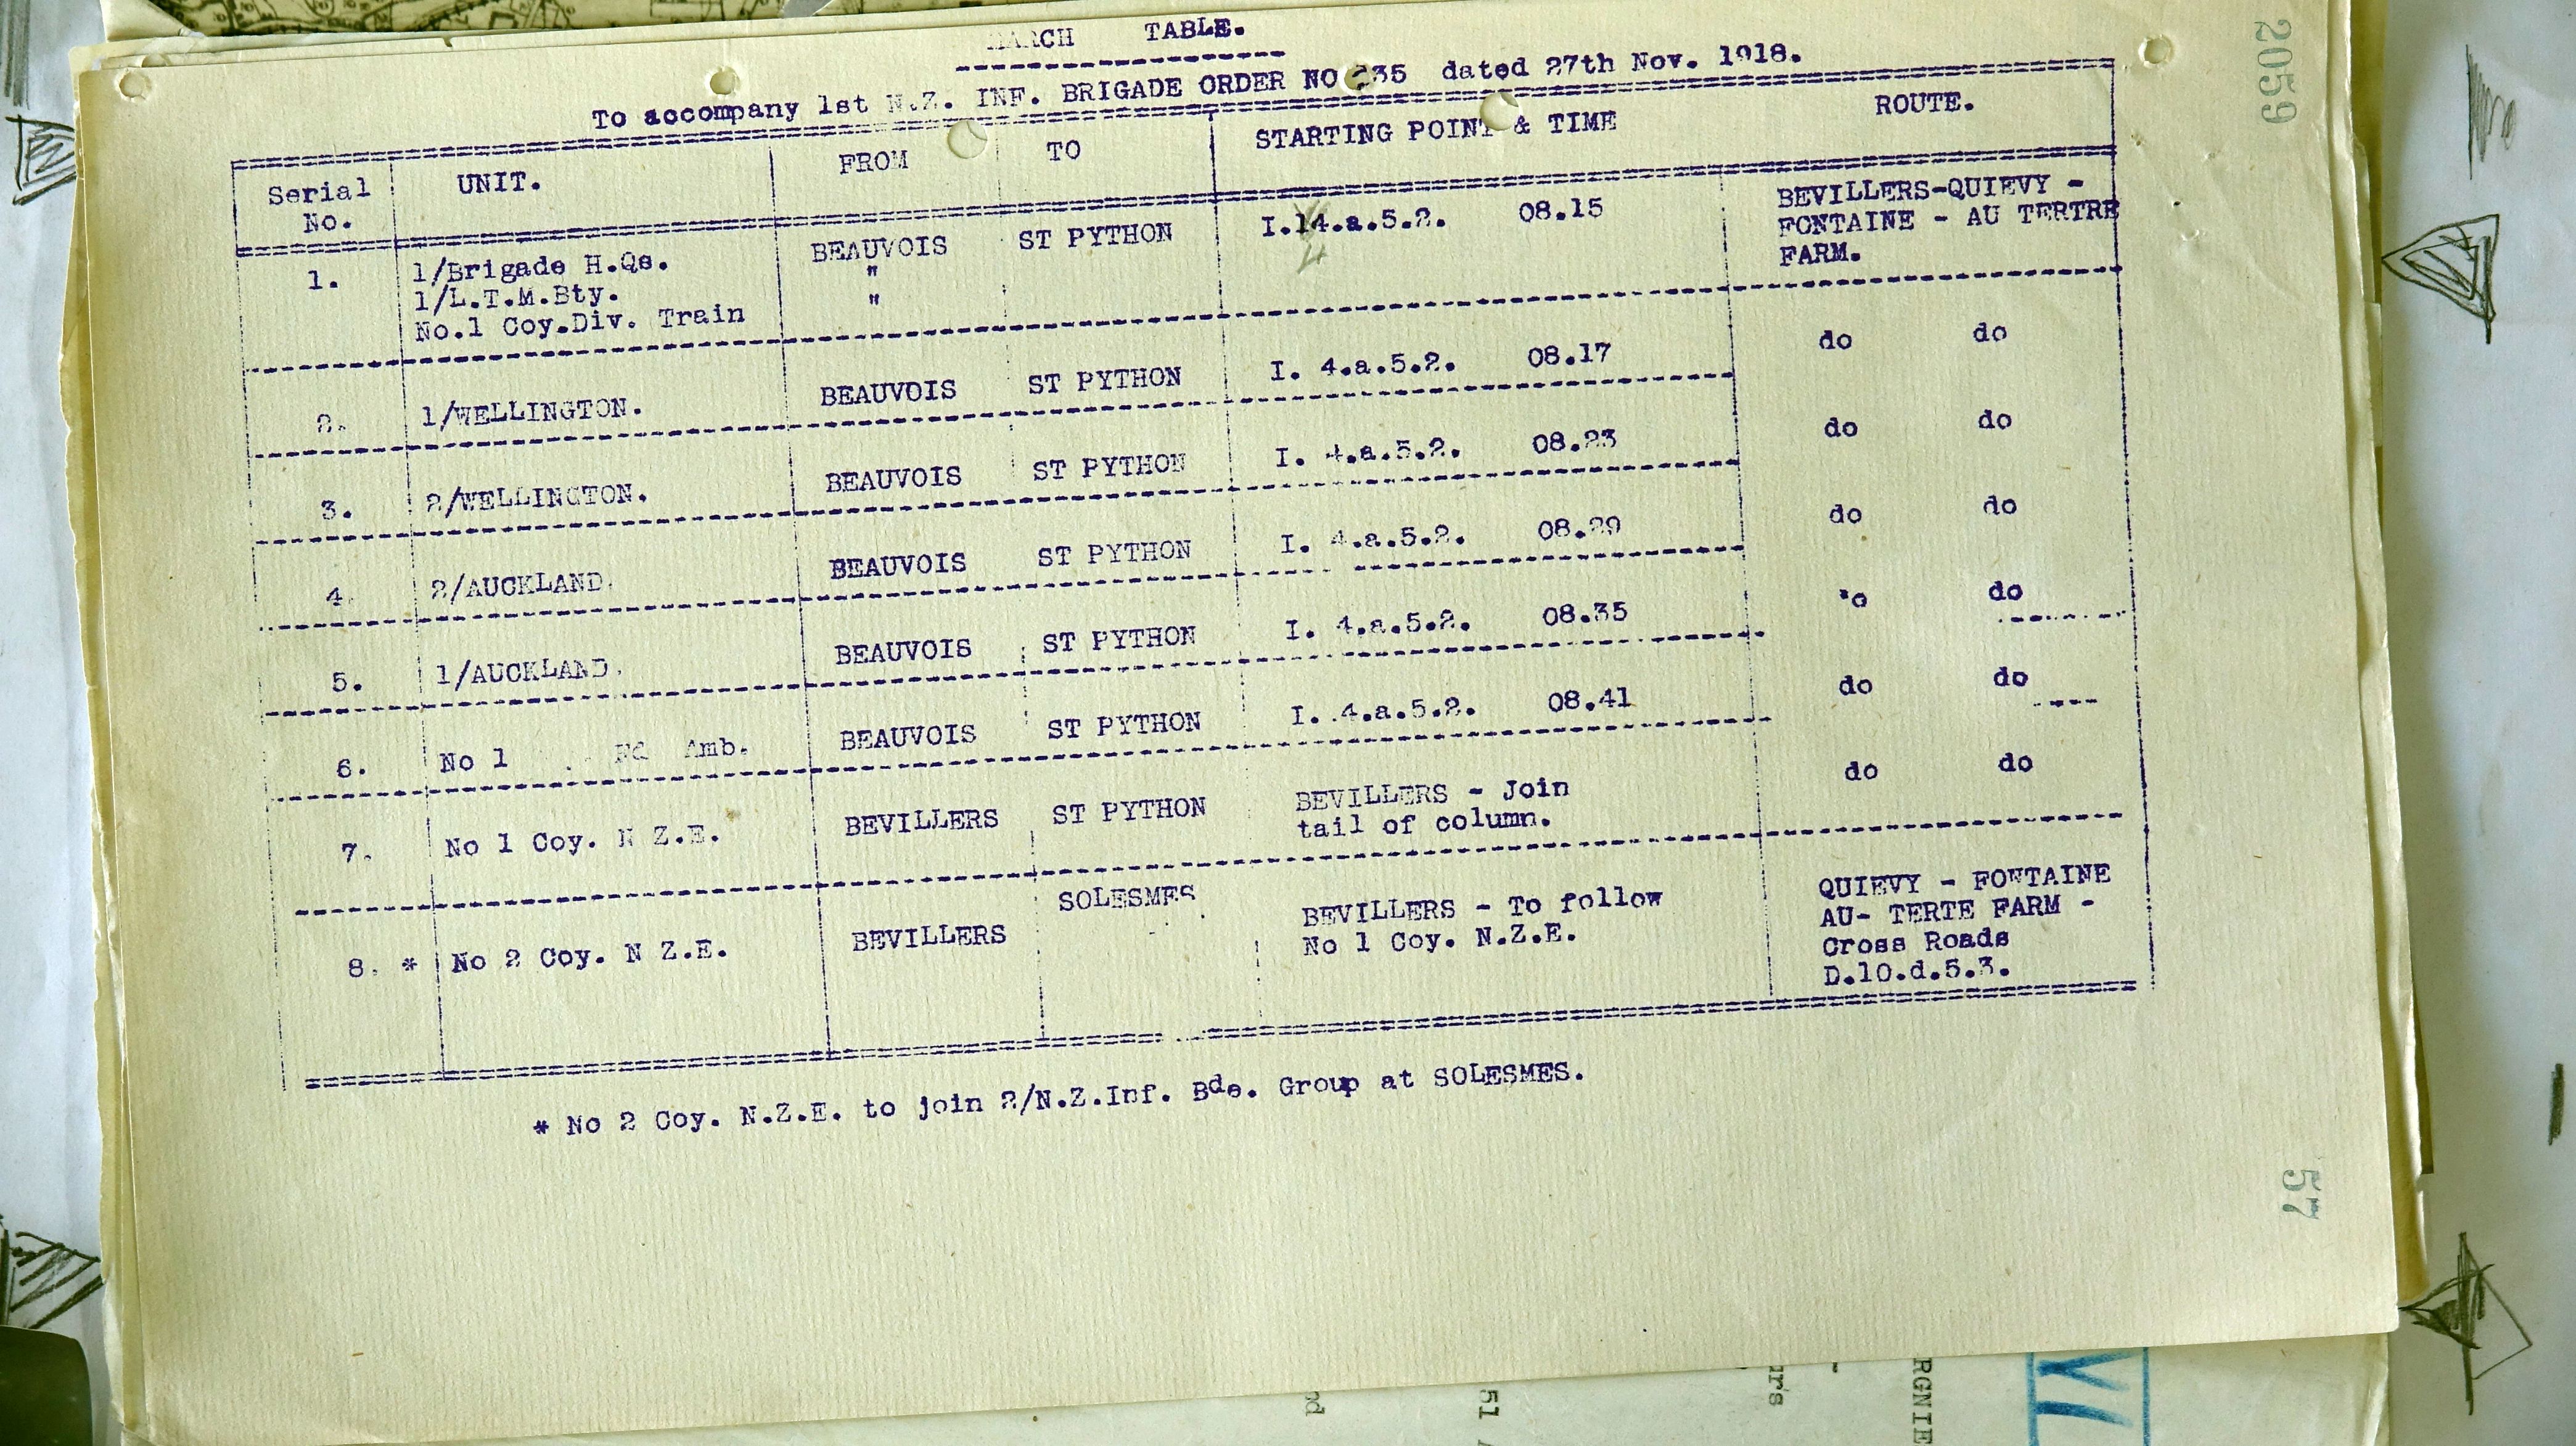 MARCH TABLE.
To accompany 1st N.Z. INF. BRIGADE ORDER NO 35 dated 27th Nov. 1918.
Serial No. UNIT. FROM TO STARTING POINT & TIME ROUTE.
1. 1/Brigade H.Qs. BEAUVOIS ST PYTHON I.14.a.5.2. 08.15 BEVILLERS-QUIEVY -
1/L.T.M.Bty. " FONTAINE - AU TERTRE
No.1 Coy.Div. Train " FARM.
4
2. 1/WELLINGTON. BEAUVOIS ST PYTHON I. 4.a.5.2. 08.17 do do
3. 2/WELLINGTON. BEAUVOIS ST PYTHON I. 4.a.5.2. 08.23 do do
4. 2/AUCKLAND. BEAUVOIS ST PYTHON I. 4.a.5.2. 08.29 do do
5. 1/AUCKLAND. BEAUVOIS ST PYTHON I. 4.a.5.2. 08.35 do do
6. No 1 Fd Amb. BEAUVOIS ST PYTHON I. 4.a.5.2. 08.41 do do
7. No 1 Coy. N Z.E. BEVILLERS ST PYTHON BEVILLERS - Join do do
tail of column.
8. * No 2 Coy. N Z.E. BEVILLERS SOLESMES BEVILLERS - To follow QUIEVY - FONTAINE
No 1 Coy. N.Z.E. AU- TERTE FARM -
Cross Roads
D.10.d.5.3.
* No 2 Coy. N.Z.E. to join 2/N.Z.Inf. Bde. Group at SOLESMES.
2059
57
51
RGNIE